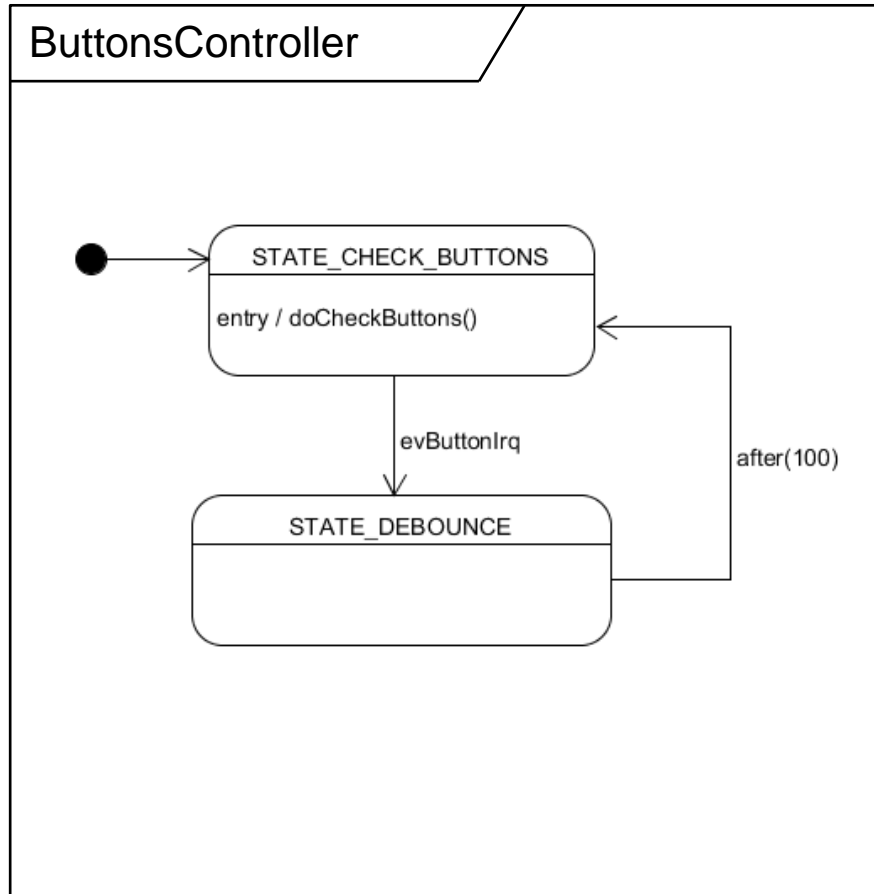 ButtonsController
STATE_CHECK_BUTTONS
entry / doCheckButtons()
evButtonIrq
after(100)
STATE_DEBOUNCE